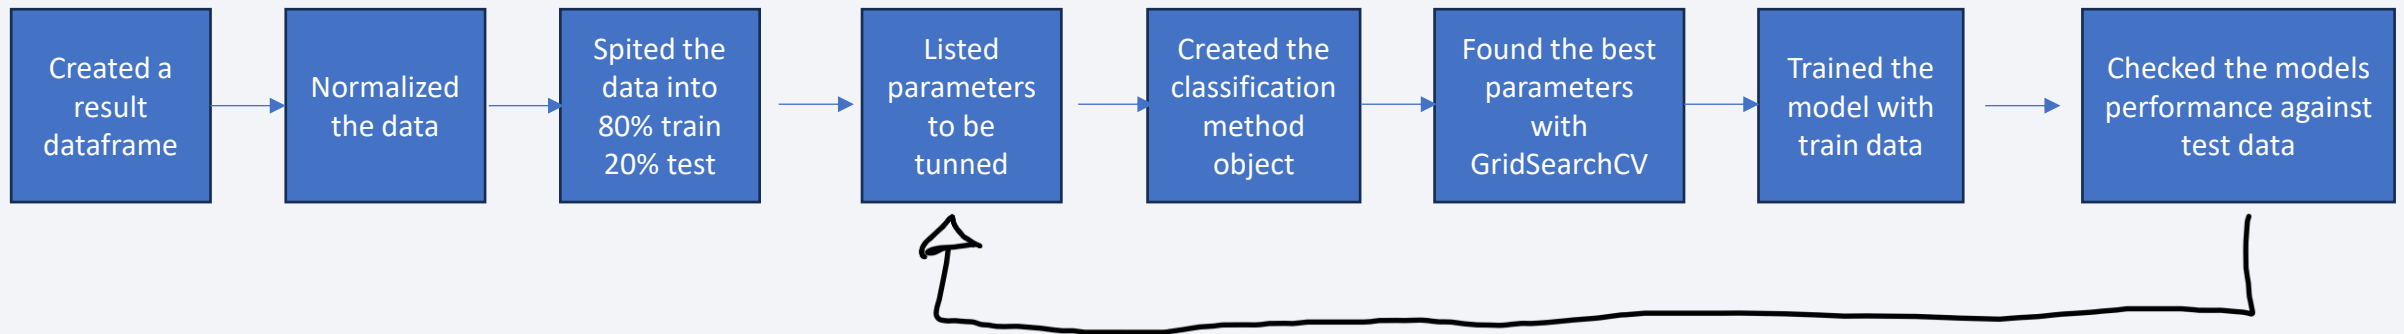 Created a
result
dataframe
Normalized
the data
Spited the
data into
80% train
20% test
Listed
parameters
to be
tunned
Created the
classification
method
object
Found the best
parameters
with
GridSearchCV
Trained the
model with
train data
Checked the models
performance against
test data